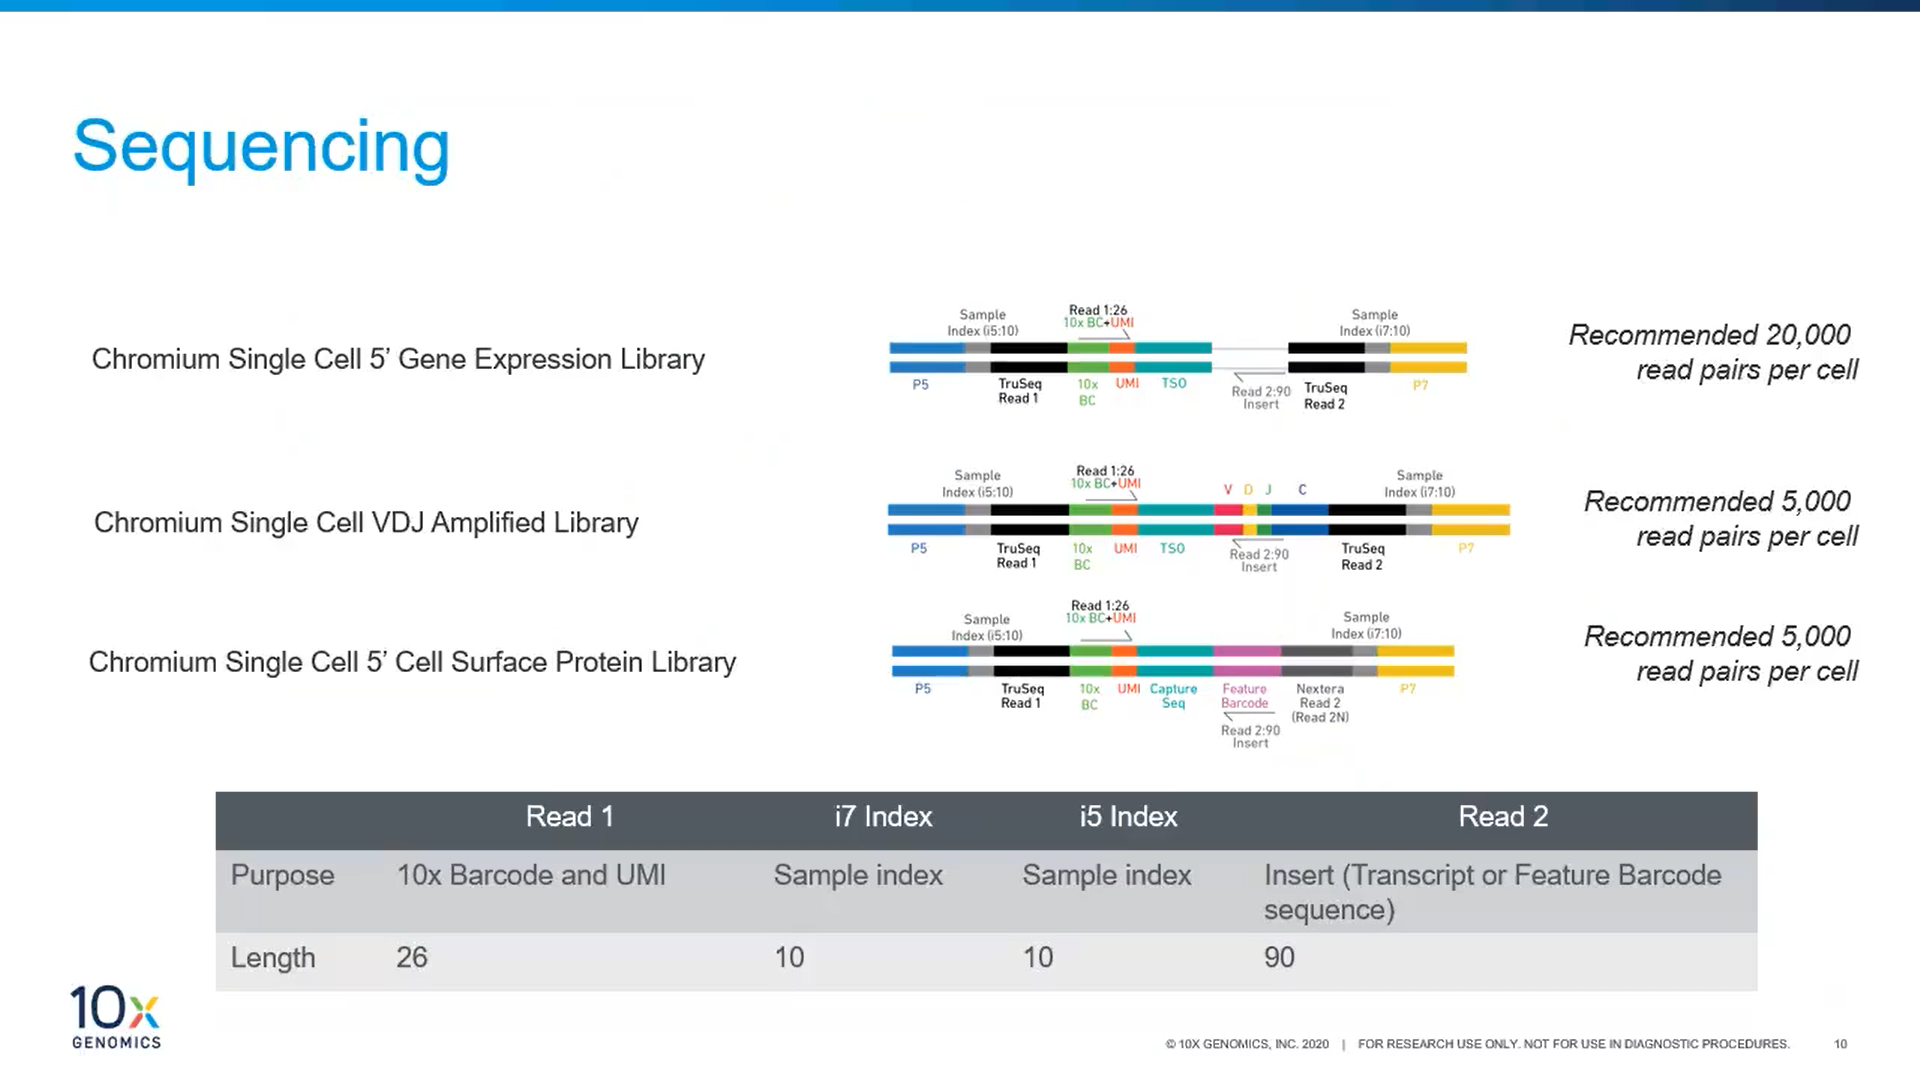 Sequencing
Chromium Single Cell 5’ Gene Expression Library
Sample
Index (i5:10)
Read 1:26
10x BC+UMI
Sample
Index (i7:10)
P5
TruSeq
Read 1
10x
BC
UMI
TSO
Read 2:90
Insert
TruSeq
Read 2
P7
Recommended 20,000
read pairs per cell
Chromium Single Cell VDJ Amplified Library
Sample
Index (i5:10)
Read 1:26
10x BC+UMI
V D J C
Sample
Index (i7:10)
P5
TruSeq
Read 1
10x
BC
UMI
TSO
Read 2:90
Insert
TruSeq
Read 2
P7
Recommended 5,000
read pairs per cell
Chromium Single Cell 5’ Cell Surface Protein Library
Sample
Index (i5:10)
Read 1:26
10x BC+UMI
Sample
Index (i7:10)
P5
TruSeq
Read 1
10x
BC
UMI
Capture
Seq
Feature
Barcode
Read 2:90
Insert
Nextera
Read 2
(Read 2N)
P7
Recommended 5,000
read pairs per cell
Read 1 i7 Index i5 Index Read 2
Purpose 10x Barcode and UMI Sample index Sample index Insert (Transcript or Feature Barcode
sequence)
Length 26 10 10 90
10x
GENOMICS
© 10X GENOMICS, INC. 2020 | FOR RESEARCH USE ONLY. NOT FOR USE IN DIAGNOSTIC PROCEDURES. 10